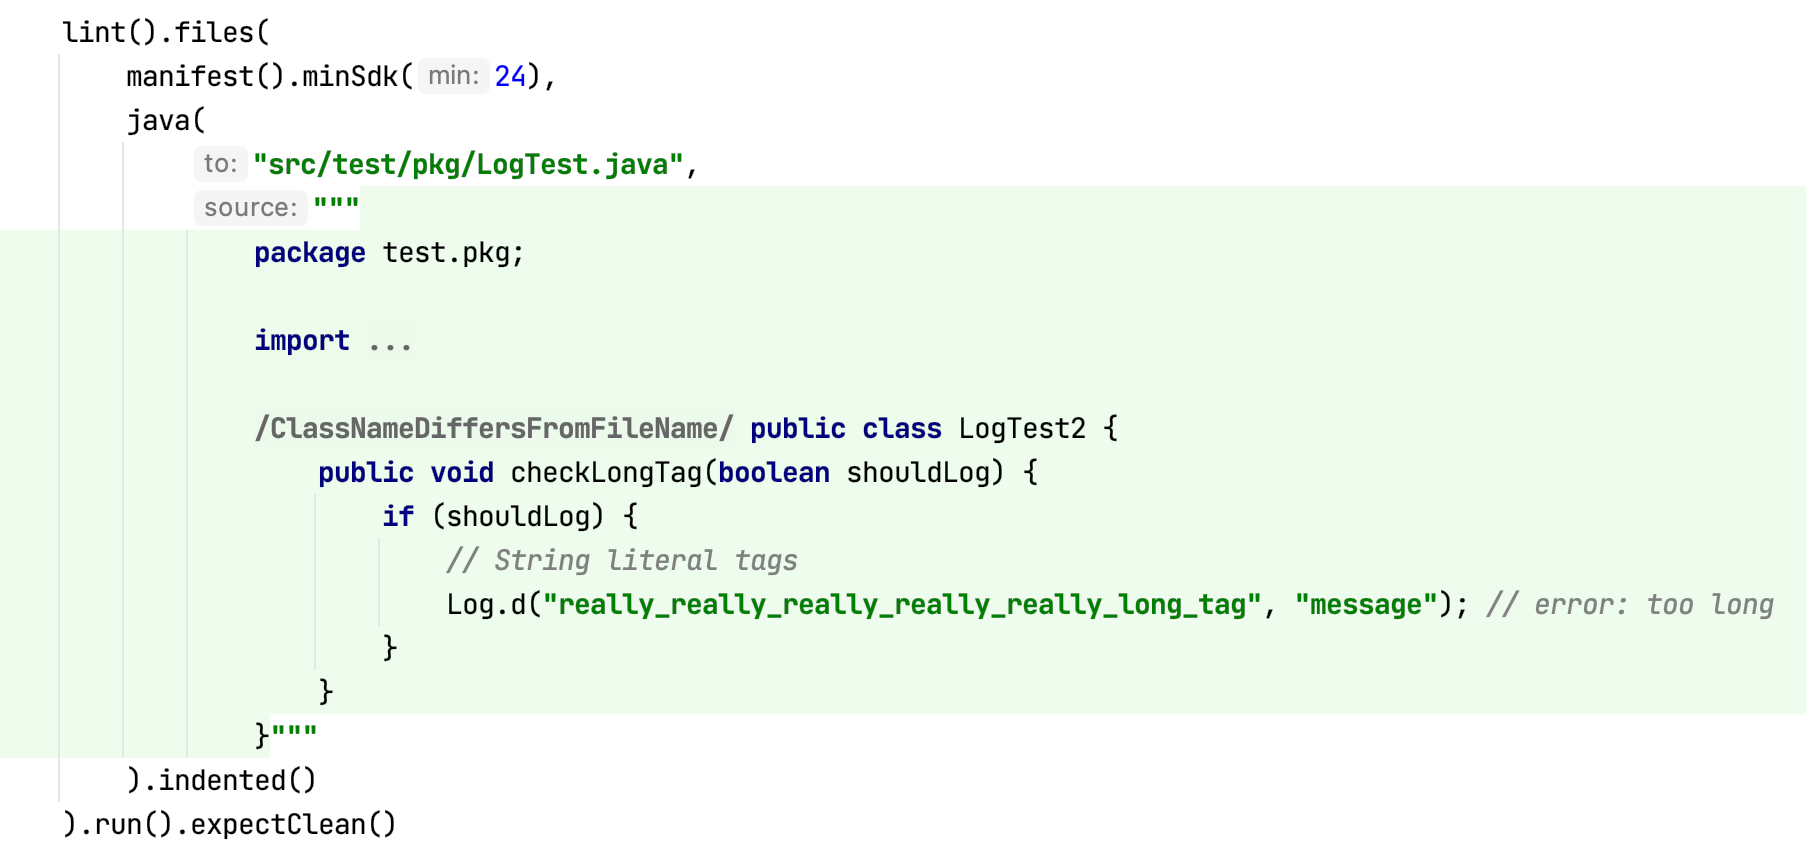 lint().files(
    manifest().minSdk( min: 24),
    java(
        to: "src/test/pkg/LogTest.java",
        source: """
            package test.pkg;

            import ...

            /ClassNameDiffersFromFileName/ public class LogTest2 {
                public void checkLongTag(boolean shouldLog) {
                    if (shouldLog) {
                        // String literal tags
                        Log.d("really_really_really_really_really_long_tag", "message"); // error: too long
                    }
                }
            }"""
    ).indented()
).run().expectClean()